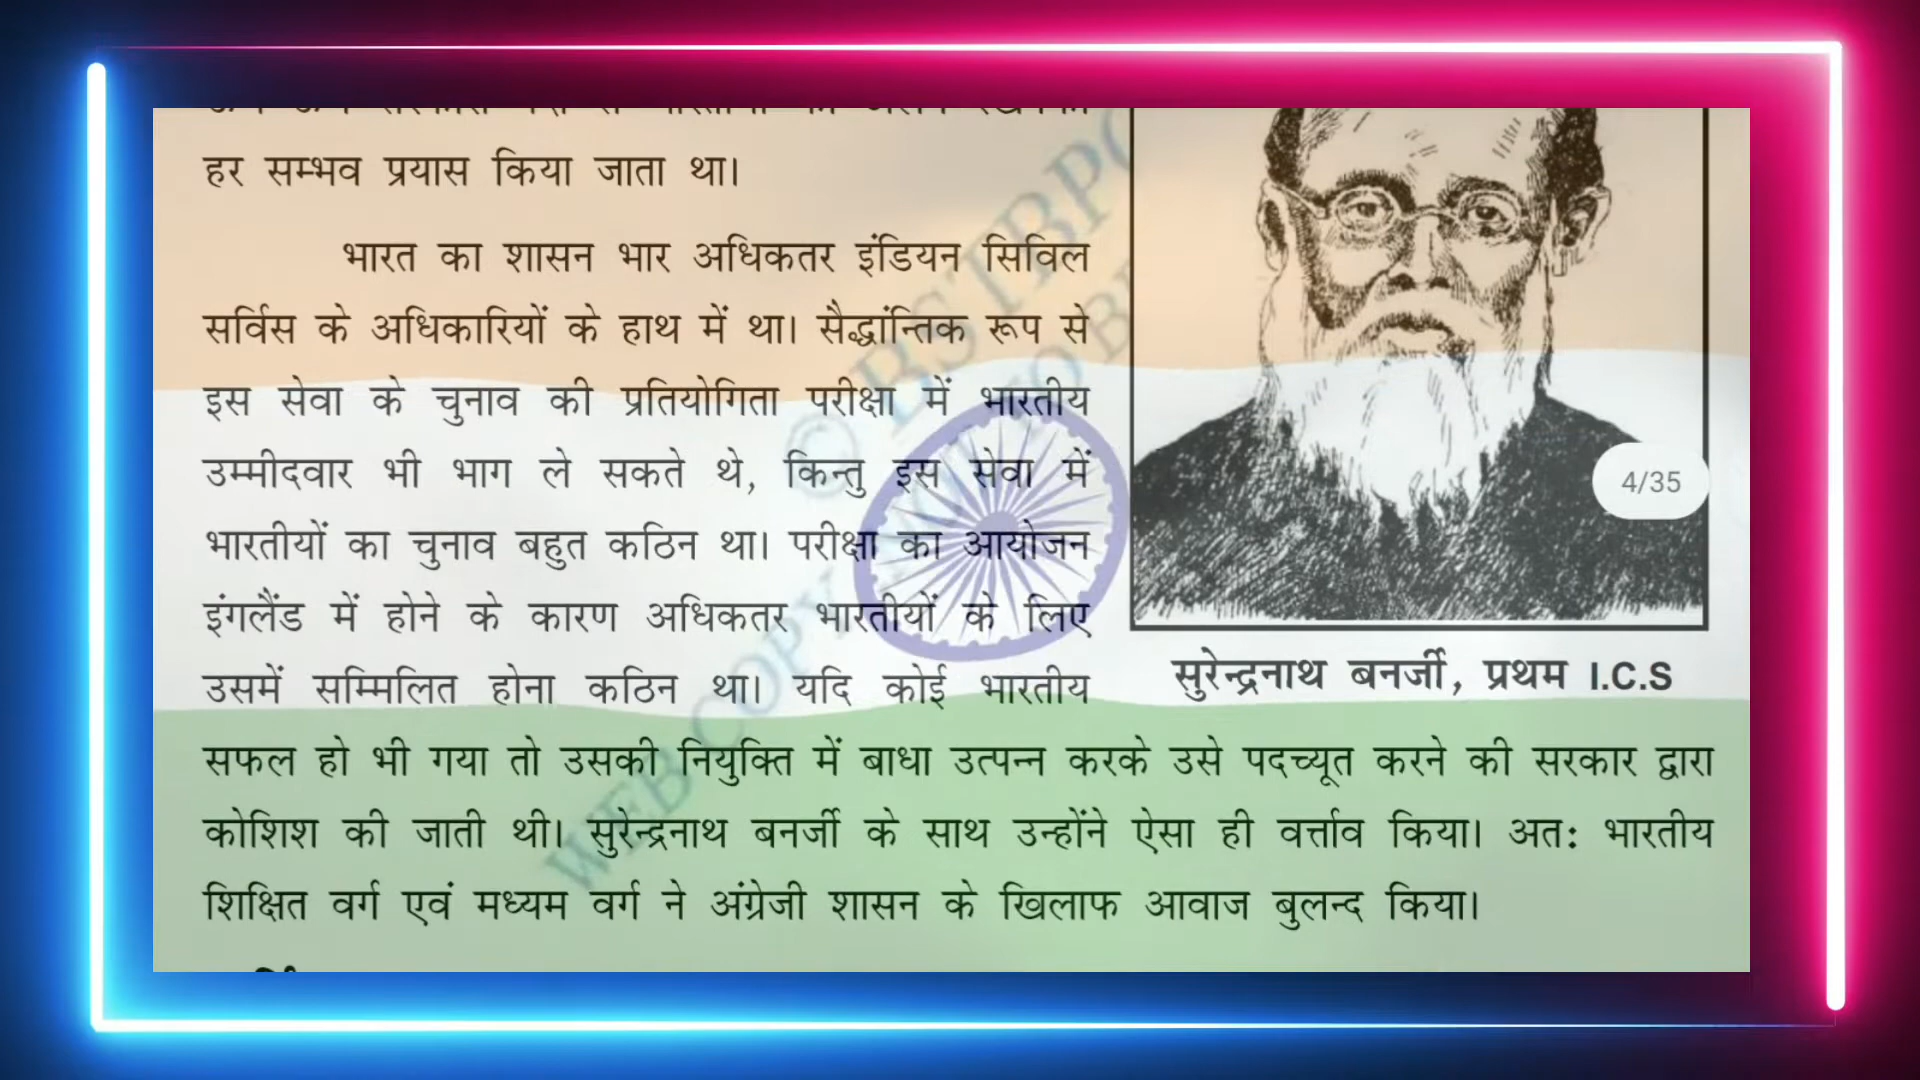 हर सम्भव प्रयास किया जाता था।
भारत का शासन भार अधिकतर इंडियन सिविल
सर्विस के अधिकारियों के हाथ में था। सैद्धांन्तिक रूप से
इस सेवा के चुनाव की प्रतियोगिता परीक्षा में भारतीय
उम्मीदवार भी भाग ले सकते थे, किन्तु इस सेवा में
भारतीयों का चुनाव बहुत कठिन था। परीक्षा का आयोजन
इंगलैंड में होने के कारण अधिकतर भारतीयों के लिए
उसमें सम्मिलित होना कठिन था। यदि कोई भारतीय
4/35
सुरेन्द्रनाथ बनर्जी, प्रथम I.C.S
सफल हो भी गया तो उसकी नियुक्ति में बाधा उत्पन्न करके उसे पदच्यूत करने की सरकार द्वारा
कोशिश की जाती थी। सुरेन्द्रनाथ बनर्जी के साथ उन्होंने ऐसा ही वर्त्ताव किया। अतः भारतीय
शिक्षित वर्ग एवं मध्यम वर्ग ने अंग्रेजी शासन के खिलाफ आवाज बुलन्द किया।
© BSTBPC
WEB COPY